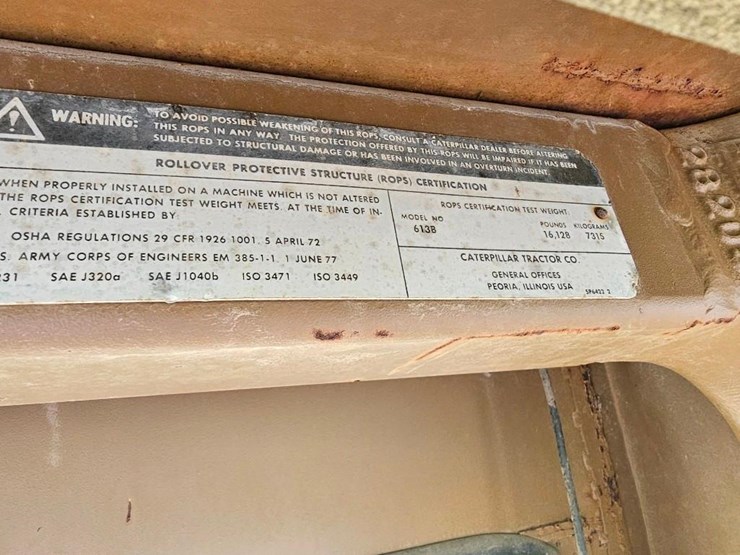 WARNING: TO AVOID POSSIBLE WEAKENING OF THIS ROPS, CONSULT A CATERPILLAR DEALER BEFORE ALTERING
THIS ROPS IN ANY WAY. THE PROTECTION OFFERED BY THIS ROPS WILL BE IMPAIRED IF IT HAS BEEN
SUBJECTED TO STRUCTURAL DAMAGE OR HAS BEEN INVOLVED IN AN OVERTURN INCIDENT.
ROLLOVER PROTECTIVE STRUCTURE (ROPS) CERTIFICATION
WHEN PROPERLY INSTALLED ON A MACHINE WHICH IS NOT ALTERED
THE ROPS CERTIFICATION TEST WEIGHT MEETS. AT THE TIME OF IN-
CRITERIA ESTABLISHED BY
OSHA REGULATIONS 29 CFR 1926 1001. 5 APRIL 72
S. ARMY CORPS OF ENGINEERS EM 385-1-1. 1 JUNE 77
231 SAE J320a SAE J1040b ISO 3471 ISO 3449
ROPS CERTIFICATION TEST WEIGHT
MODEL NO POUNDS KILOGRAMS
613B 16,128 7315
CATERPILLAR TRACTOR CO.
GENERAL OFFICES
PEORIA, ILLINOIS USA